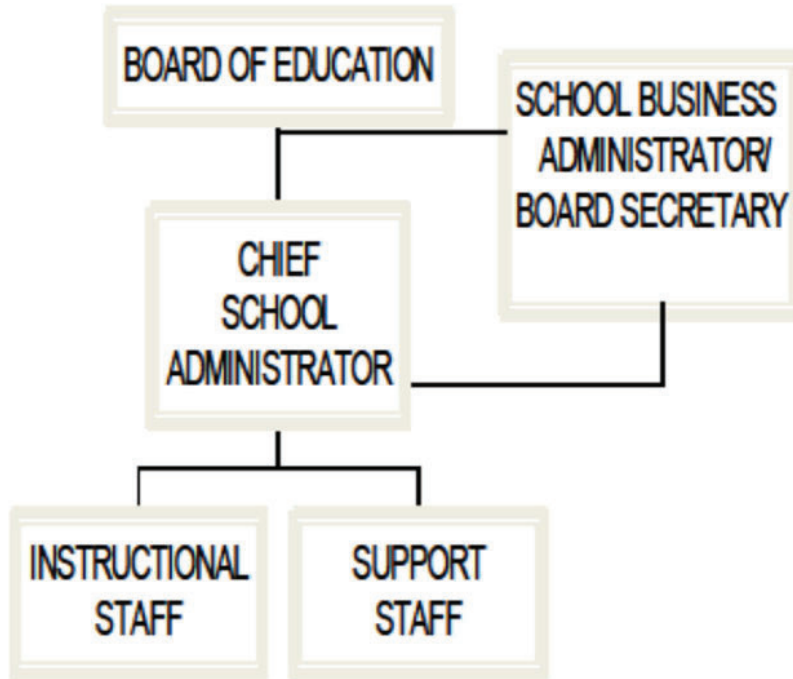 BOARD OF EDUCATION
SCHOOL BUSINESS
ADMINISTRATOR/
BOARD SECRETARY
CHIEF
SCHOOL
ADMINISTRATOR
INSTRUCTIONAL
STAFF
SUPPORT
STAFF